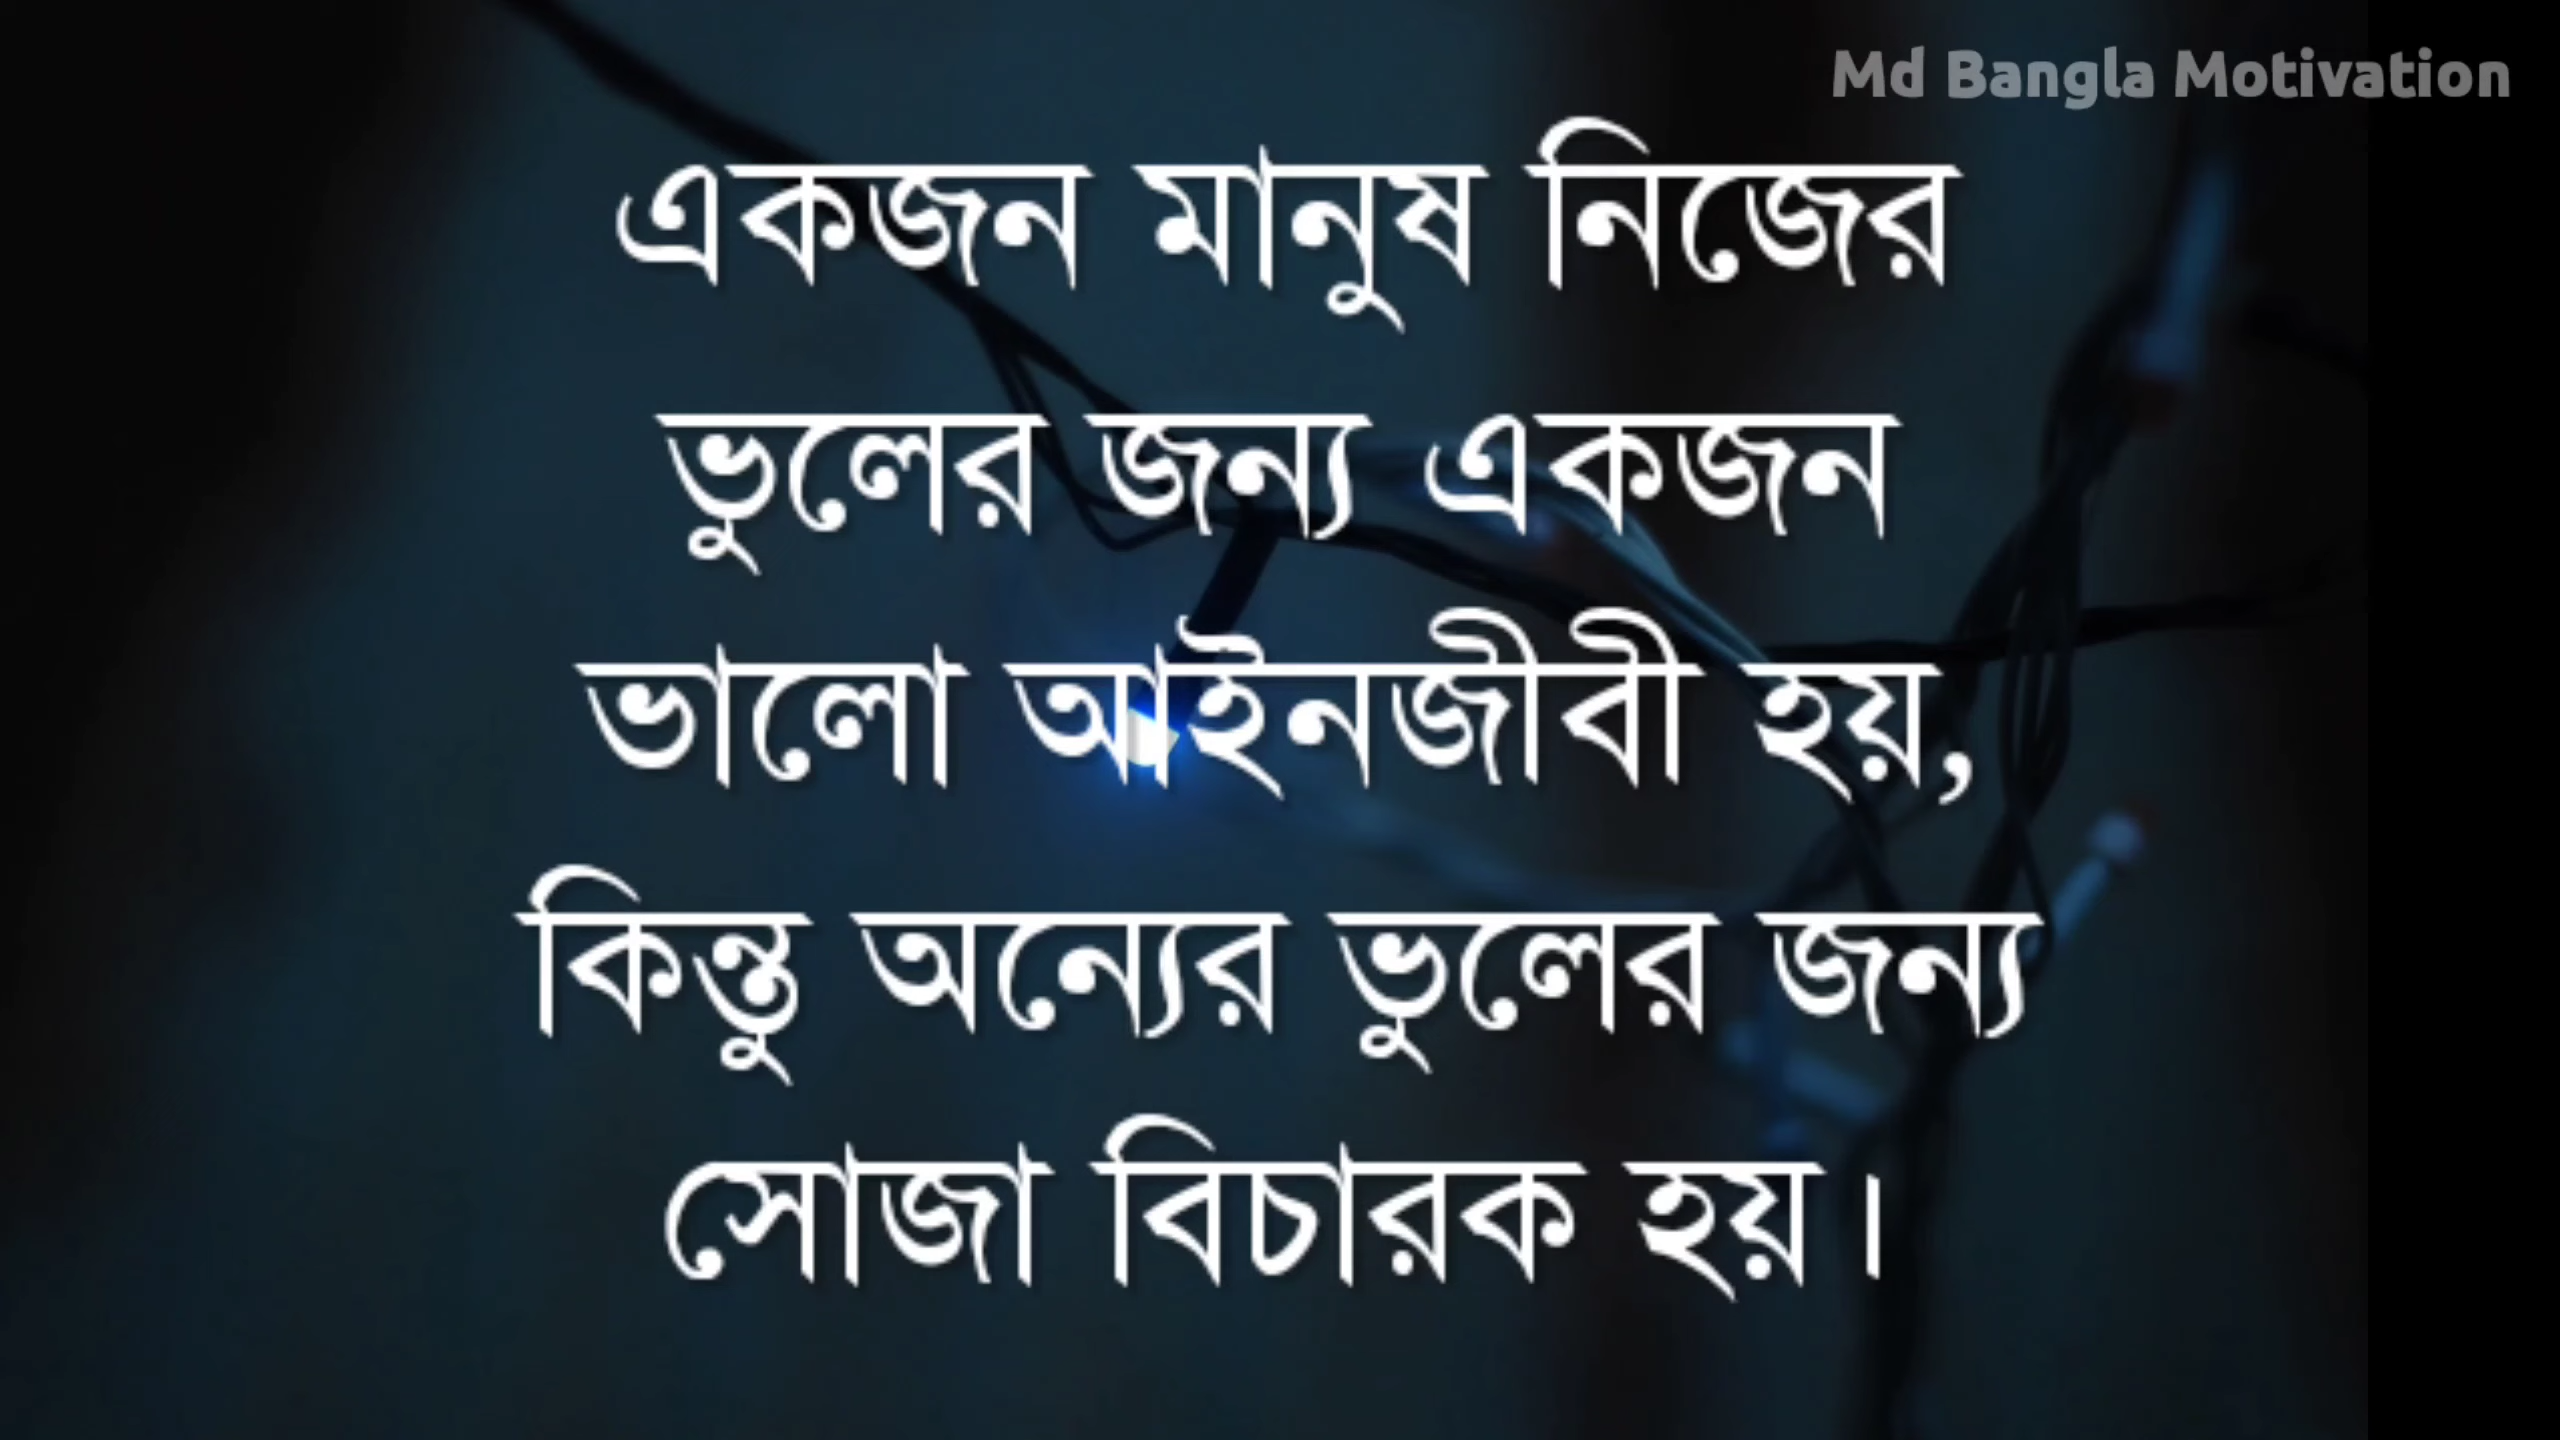 Md Bangla Motivation
একজন মানুষ নিজের
ভুলের জন্য একজন
ভালো আইনজীবী হয়,
কিন্তু অন্যের ভুলের জন্য
সোজা বিচারক হয়।